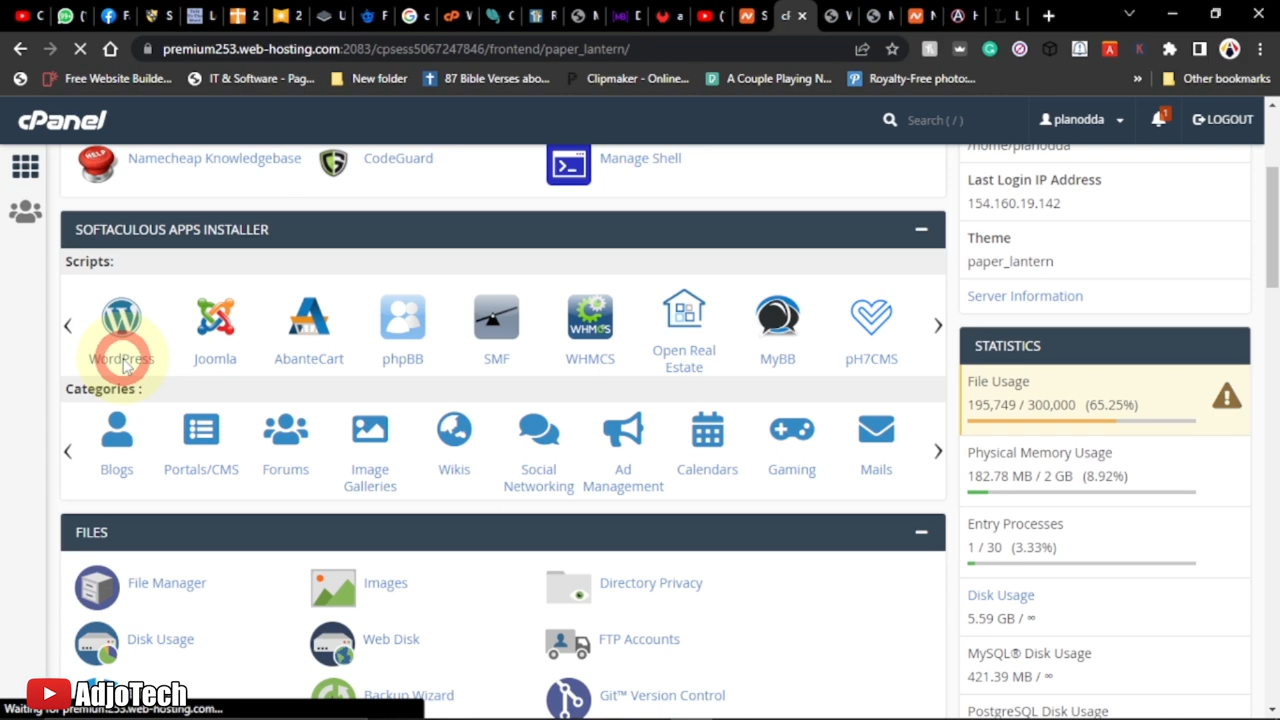 premium253.web-hosting.com:2083/cpsess5067247846/frontend/paper_lantern/
Free Website Builde...
IT & Software - Pag...
New folder
87 Bible Verses abo...
Clipmaker - Online...
A Couple Playing N...
Royalty-Free photo:...
»
Other bookmarks
cPanel
Search ( / )
planodda
1
LOGOUT
Namecheap Knowledgebase
CodeGuard
Manage Shell
/home/planodda
Last Login IP Address
154.160.19.142
Theme
paper_lantern
Server Information
SOFTACULOUS APPS INSTALLER
Scripts:
WordPress
Joomla
AbanteCart
phpBB
SMF
WHMCS
WHMCS
Open Real
Estate
MyBB
pH7CMS
Categories :
Blogs
Portals/CMS
Forums
Image
Galleries
Wikis
Social
Networking
Ad
Management
Calendars
Gaming
Mails
STATISTICS
File Usage
195,749 / 300,000 (65.25%)
Physical Memory Usage
182.78 MB / 2 GB (8.92%)
Entry Processes
1 / 30 (3.33%)
Disk Usage
5.59 GB / ∞
MySQL® Disk Usage
421.39 MB / ∞
PostgreSQL Disk Usage
FILES
File Manager
Images
Directory Privacy
Disk Usage
Web Disk
FTP Accounts
Backup Wizard
Git™ Version Control
AdjoTech
Waiting for premium253.web-hosting.com...